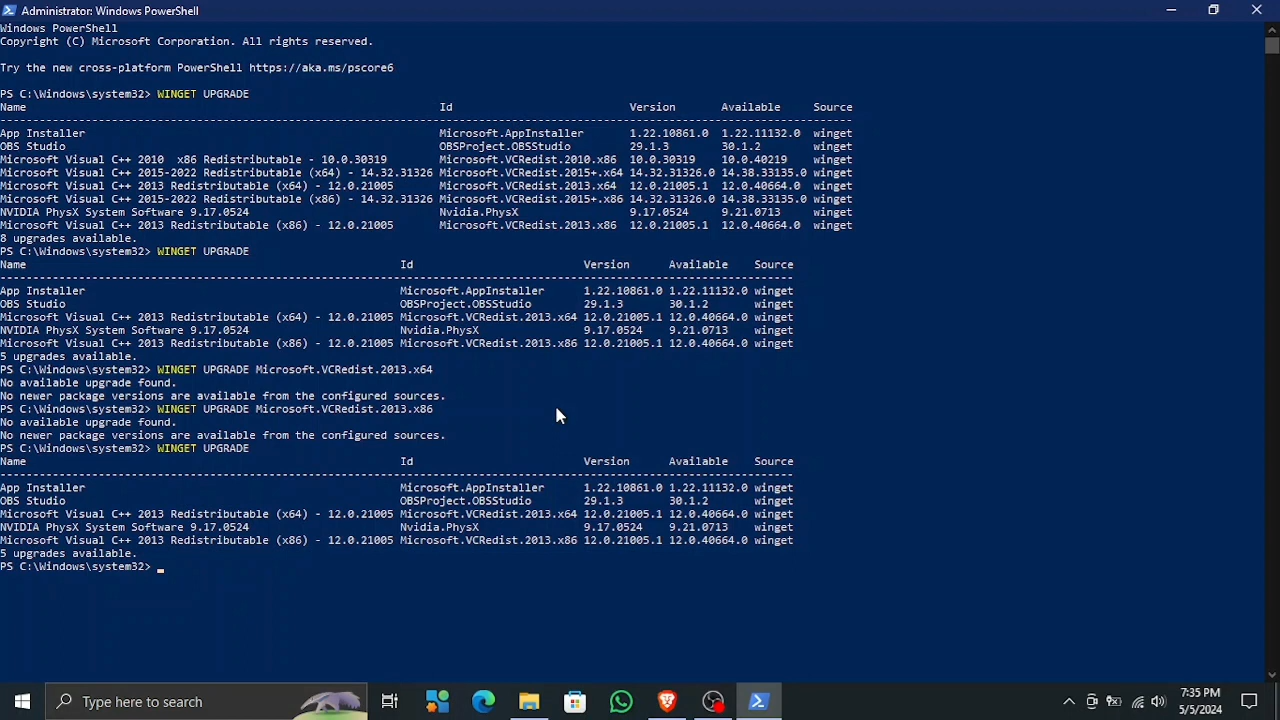 Administrator: Windows PowerShell
Windows PowerShell
Copyright (C) Microsoft Corporation. All rights reserved.
Try the new cross-platform PowerShell https://aka.ms/pscore6
PS C:\Windows\system32> WINGET UPGRADE
Name Id Version Available Source
App Installer Microsoft.AppInstaller 1.22.10861.0 1.22.11132.0 winget
OBS Studio OBSProject.OBSStudio 29.1.3 30.1.2 winget
Microsoft Visual C++ 2010  x86 Redistributable - 10.0.30319 Microsoft.VCRedist.2010.x86 10.0.30319 10.0.40219 winget
Microsoft Visual C++ 2015-2022 Redistributable (x64) - 14.32.31326 Microsoft.VCRedist.2015+.x64 14.32.31326.0 14.38.33135.0 winget
Microsoft Visual C++ 2013 Redistributable (x64) - 12.0.21005 Microsoft.VCRedist.2013.x64 12.0.21005.1 12.0.40664.0 winget
Microsoft Visual C++ 2015-2022 Redistributable (x86) - 14.32.31326 Microsoft.VCRedist.2015+.x86 14.32.31326.0 14.38.33135.0 winget
NVIDIA PhysX System Software 9.17.0524 Nvidia.PhysX 9.17.0524 9.21.0713 winget
Microsoft Visual C++ 2013 Redistributable (x86) - 12.0.21005 Microsoft.VCRedist.2013.x86 12.0.21005.1 12.0.40664.0 winget
8 upgrades available.
PS C:\Windows\system32> WINGET UPGRADE
Name Id Version Available Source
App Installer Microsoft.AppInstaller 1.22.10861.0 1.22.11132.0 winget
OBS Studio OBSProject.OBSStudio 29.1.3 30.1.2 winget
Microsoft Visual C++ 2013 Redistributable (x64) - 12.0.21005 Microsoft.VCRedist.2013.x64 12.0.21005.1 12.0.40664.0 winget
NVIDIA PhysX System Software 9.17.0524 Nvidia.PhysX 9.17.0524 9.21.0713 winget
Microsoft Visual C++ 2013 Redistributable (x86) - 12.0.21005 Microsoft.VCRedist.2013.x86 12.0.21005.1 12.0.40664.0 winget
5 upgrades available.
PS C:\Windows\system32> WINGET UPGRADE Microsoft.VCRedist.2013.x64
No available upgrade found.
No newer package versions are available from the configured sources.
PS C:\Windows\system32> WINGET UPGRADE Microsoft.VCRedist.2013.x86
No available upgrade found.
No newer package versions are available from the configured sources.
PS C:\Windows\system32> WINGET UPGRADE
Name Id Version Available Source
App Installer Microsoft.AppInstaller 1.22.10861.0 1.22.11132.0 winget
OBS Studio OBSProject.OBSStudio 29.1.3 30.1.2 winget
Microsoft Visual C++ 2013 Redistributable (x64) - 12.0.21005 Microsoft.VCRedist.2013.x64 12.0.21005.1 12.0.40664.0 winget
NVIDIA PhysX System Software 9.17.0524 Nvidia.PhysX 9.17.0524 9.21.0713 winget
Microsoft Visual C++ 2013 Redistributable (x86) - 12.0.21005 Microsoft.VCRedist.2013.x86 12.0.21005.1 12.0.40664.0 winget
5 upgrades available.
PS C:\Windows\system32>
Type here to search
7:35 PM
5/5/2024